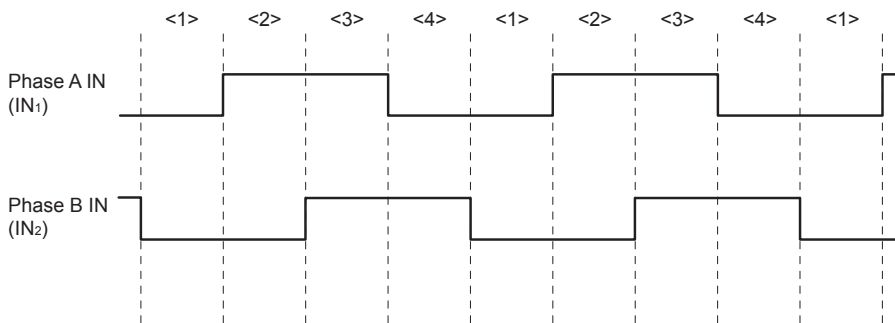 <1> <2> <3> <4> <1> <2> <3> <4> <1>
Phase A IN
(IN1)
Phase B IN
(IN2)